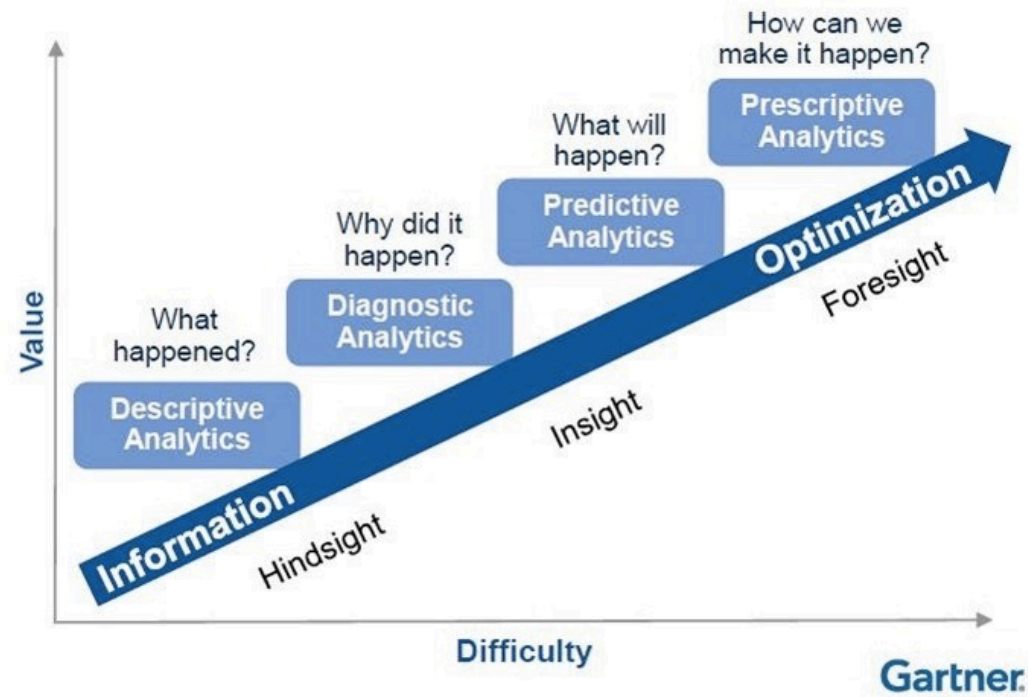 How can we
make it happen?
Prescriptive
Analytics
What will
happen?
Predictive
Analytics
Why did it
happen?
Diagnostic
Analytics
What
happened?
Descriptive
Analytics
Value
Information
Optimization
Hindsight
Insight
Foresight
Difficulty
Gartner